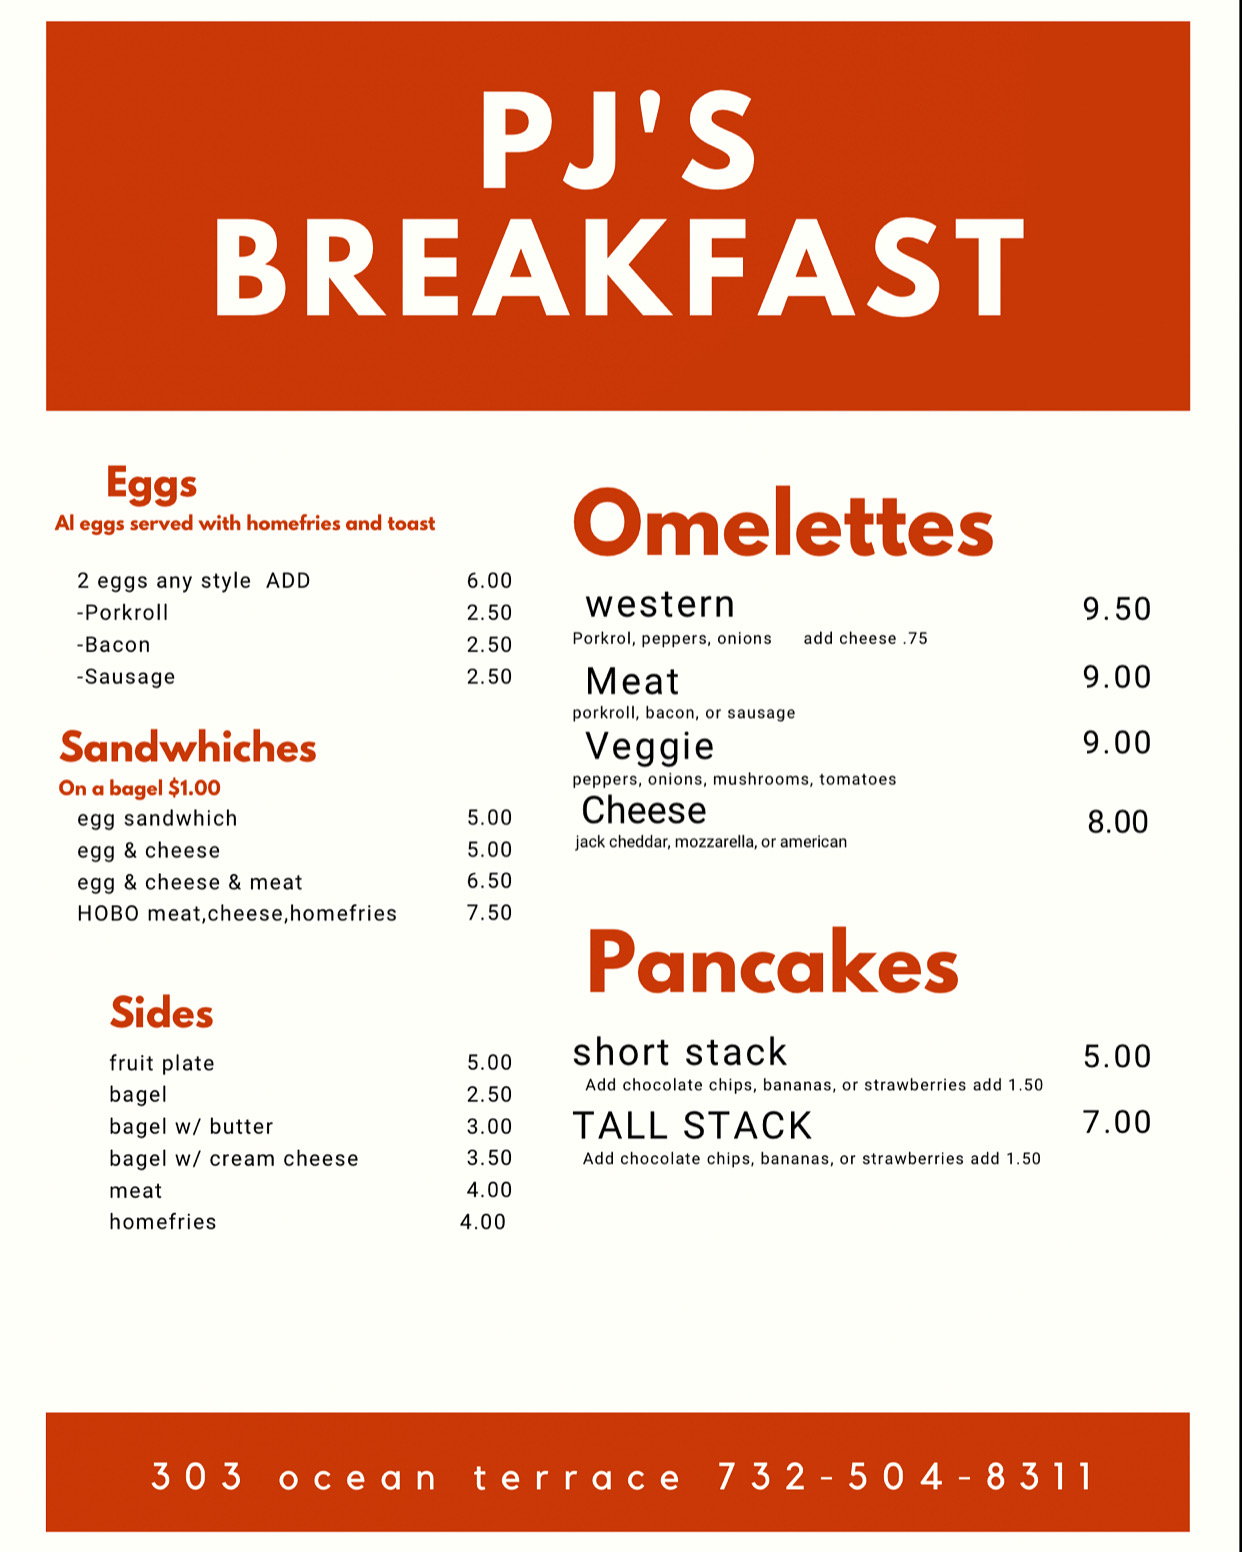 PJ'S
BREAKFAST
Eggs
Al eggs served with homefries and toast
2 eggs any style ADD 6.00
-Porkroll 2.50
-Bacon 2.50
-Sausage 2.50
Sandwhiches
On a bagel $1.00
egg sandwhich 5.00
egg & cheese 5.00
egg & cheese & meat 6.50
HOBO meat,cheese,homefries 7.50
Sides
fruit plate 5.00
bagel 2.50
bagel w/ butter 3.00
bagel w/ cream cheese 3.50
meat 4.00
homefries 4.00
Omelettes
western 9.50
Porkrol, peppers, onions add cheese .75
Meat 9.00
porkroll, bacon, or sausage
Veggie 9.00
peppers, onions, mushrooms, tomatoes
Cheese 8.00
jack cheddar, mozzarella, or american
Pancakes
short stack 5.00
Add chocolate chips, bananas, or strawberries add 1.50
TALL STACK 7.00
Add chocolate chips, bananas, or strawberries add 1.50
303 ocean terrace 732-504-8311